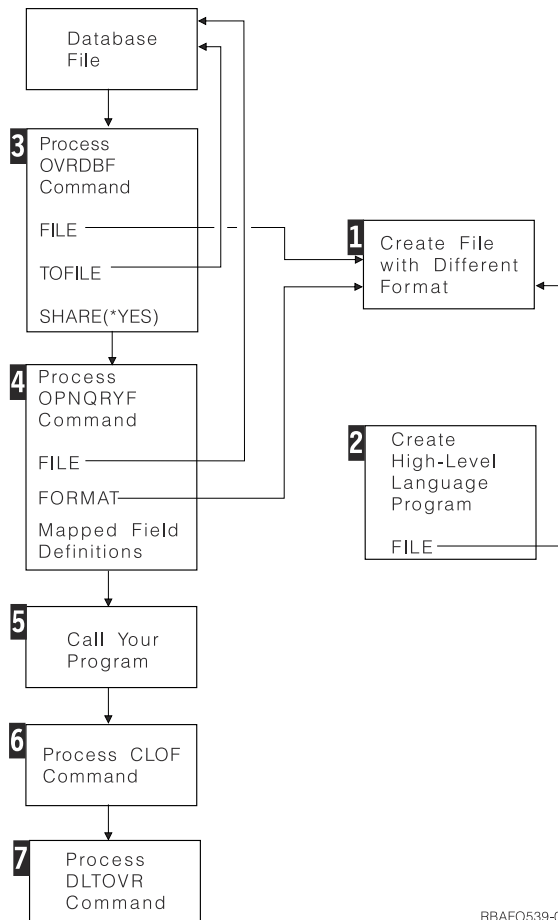 Database
File
3
Process
OVRDBF
Command
FILE
TOFILE
SHARE(*YES)
1
Create File
with Different
Format
4
Process
OPNQRYF
Command
FILE
FORMAT
Mapped Field
Definitions
2
Create
High-Level
Language
Program
FILE
5
Call Your
Program
6
Process CLOF
Command
7
Process
DLTOVR
Command